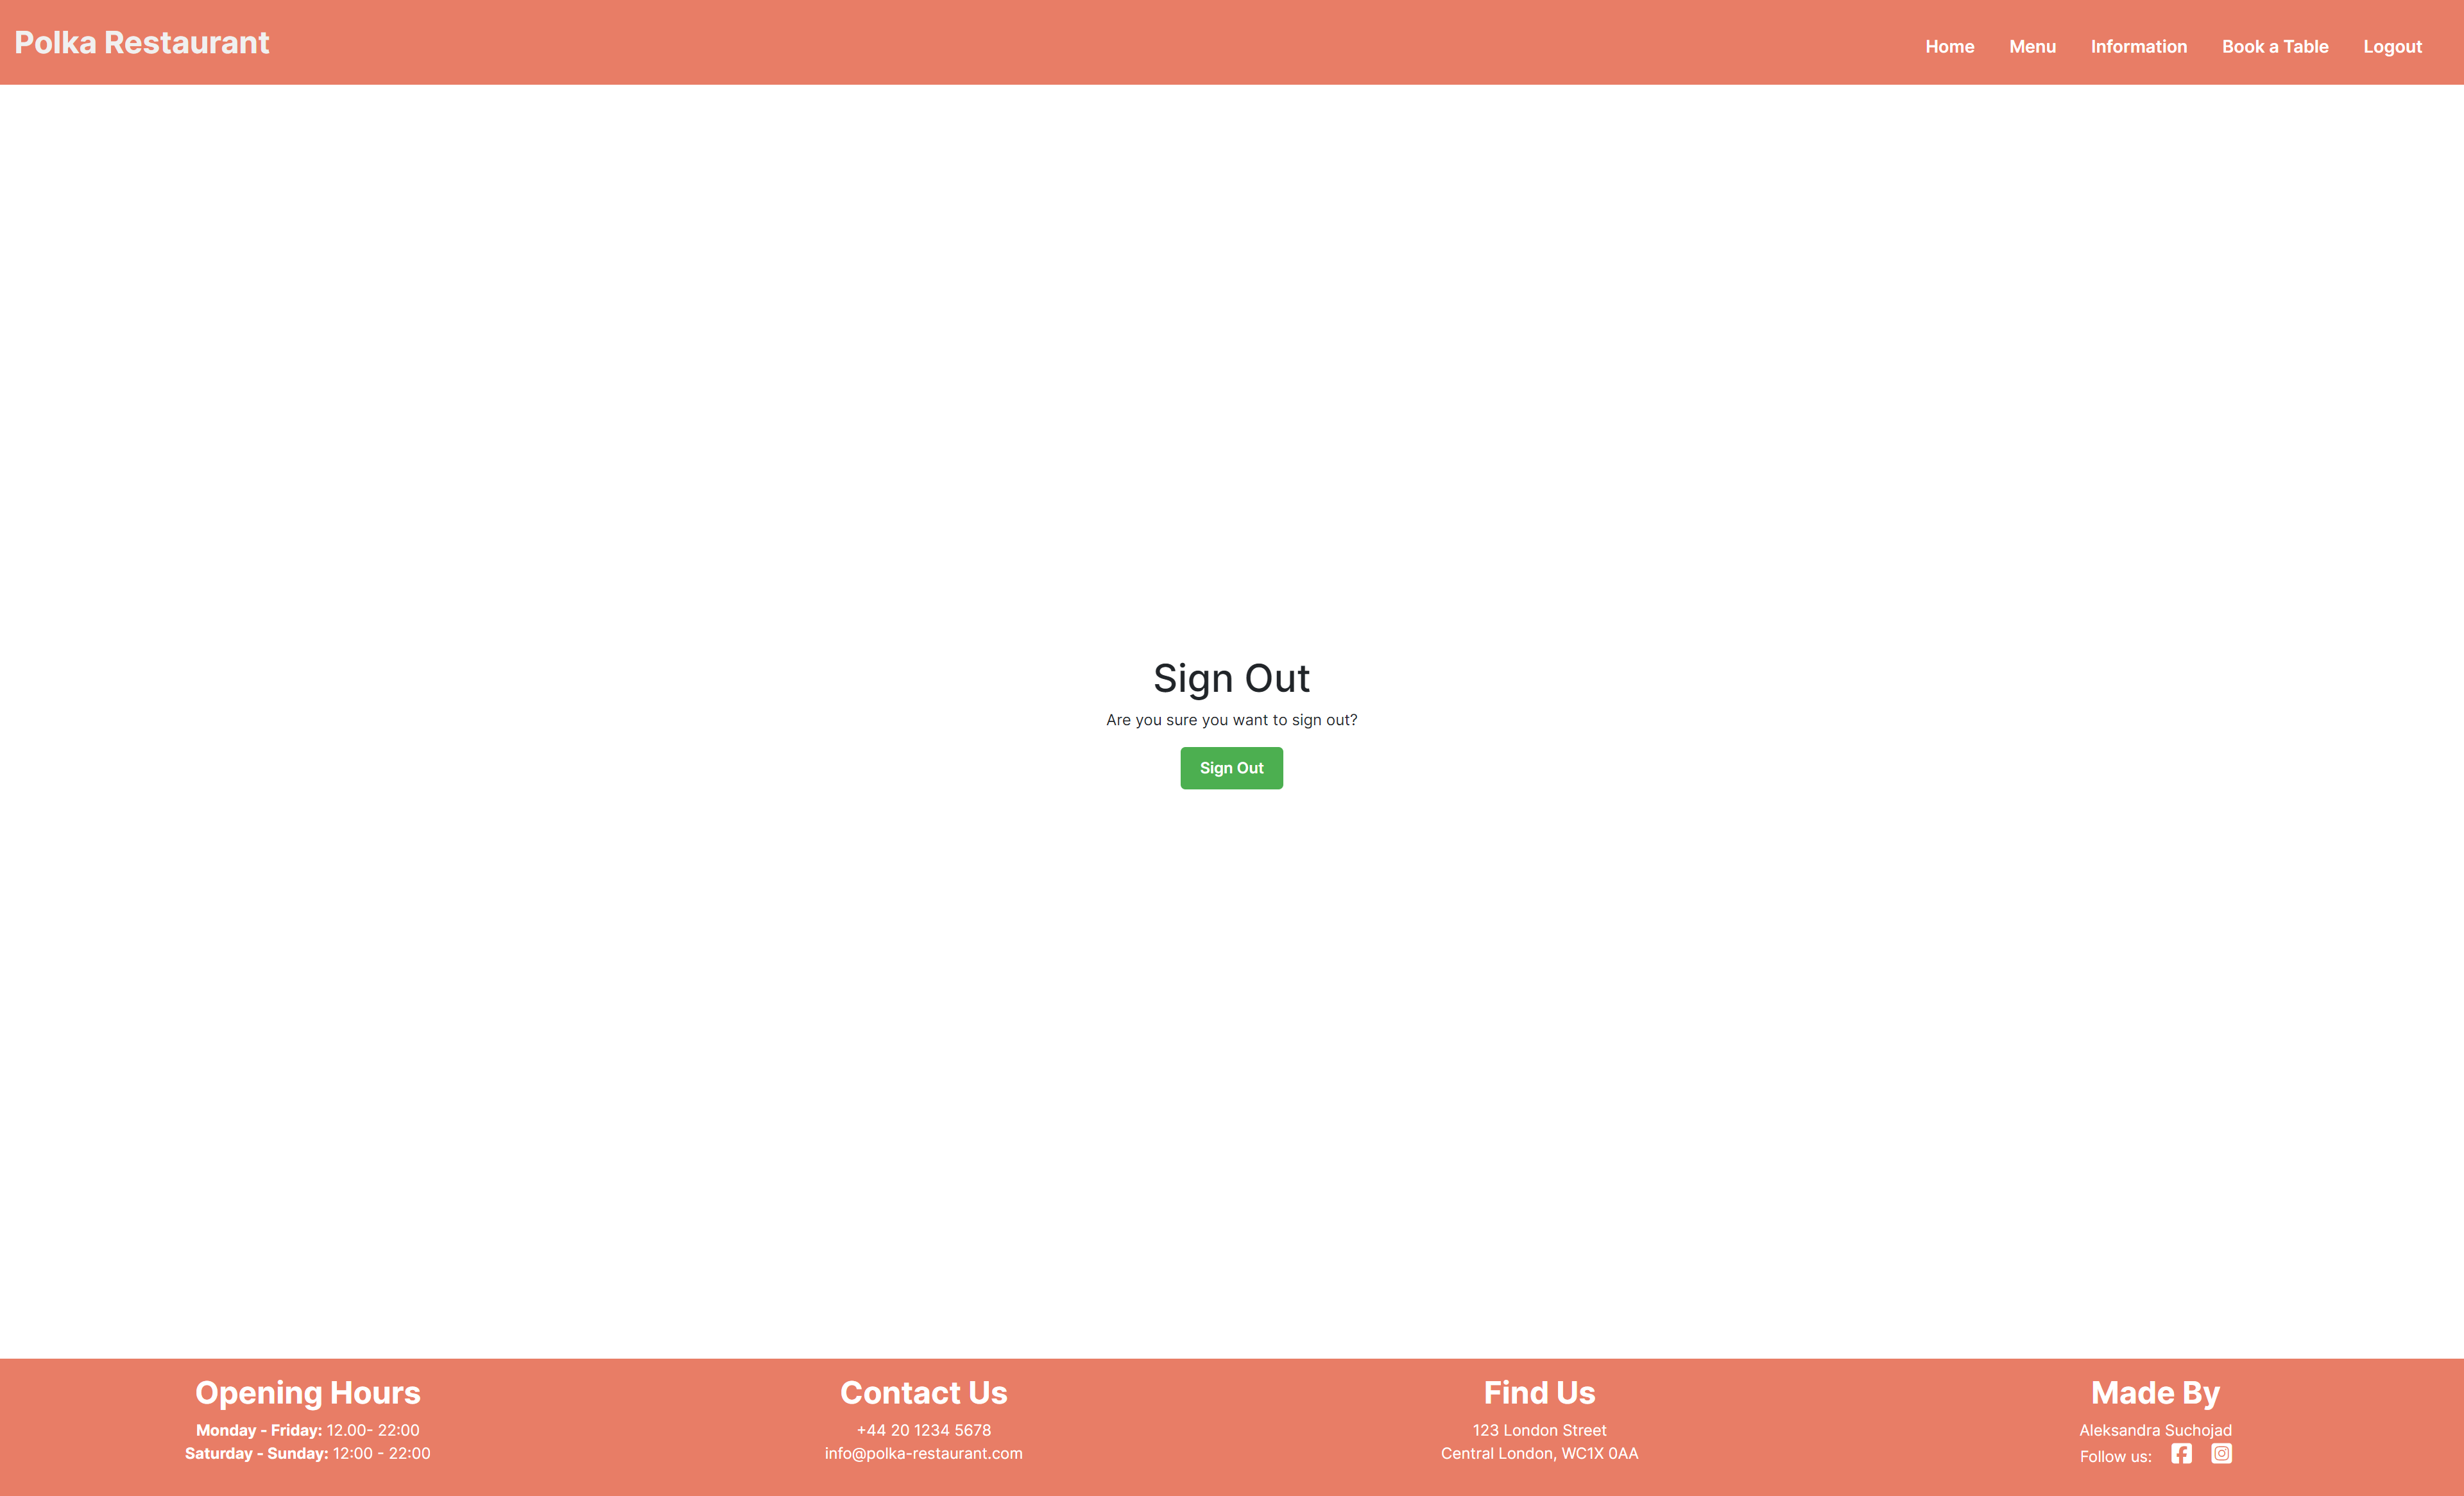 Polka Restaurant
Home Menu Information Book a Table Logout
Sign Out
Are you sure you want to sign out?
Sign Out
Opening Hours
Monday - Friday: 12.00- 22:00
Saturday - Sunday: 12:00 - 22:00
Contact Us
+44 20 1234 5678
info@polka-restaurant.com
Find Us
123 London Street
Central London, WC1X 0AA
Made By
Aleksandra Suchojad
Follow us: